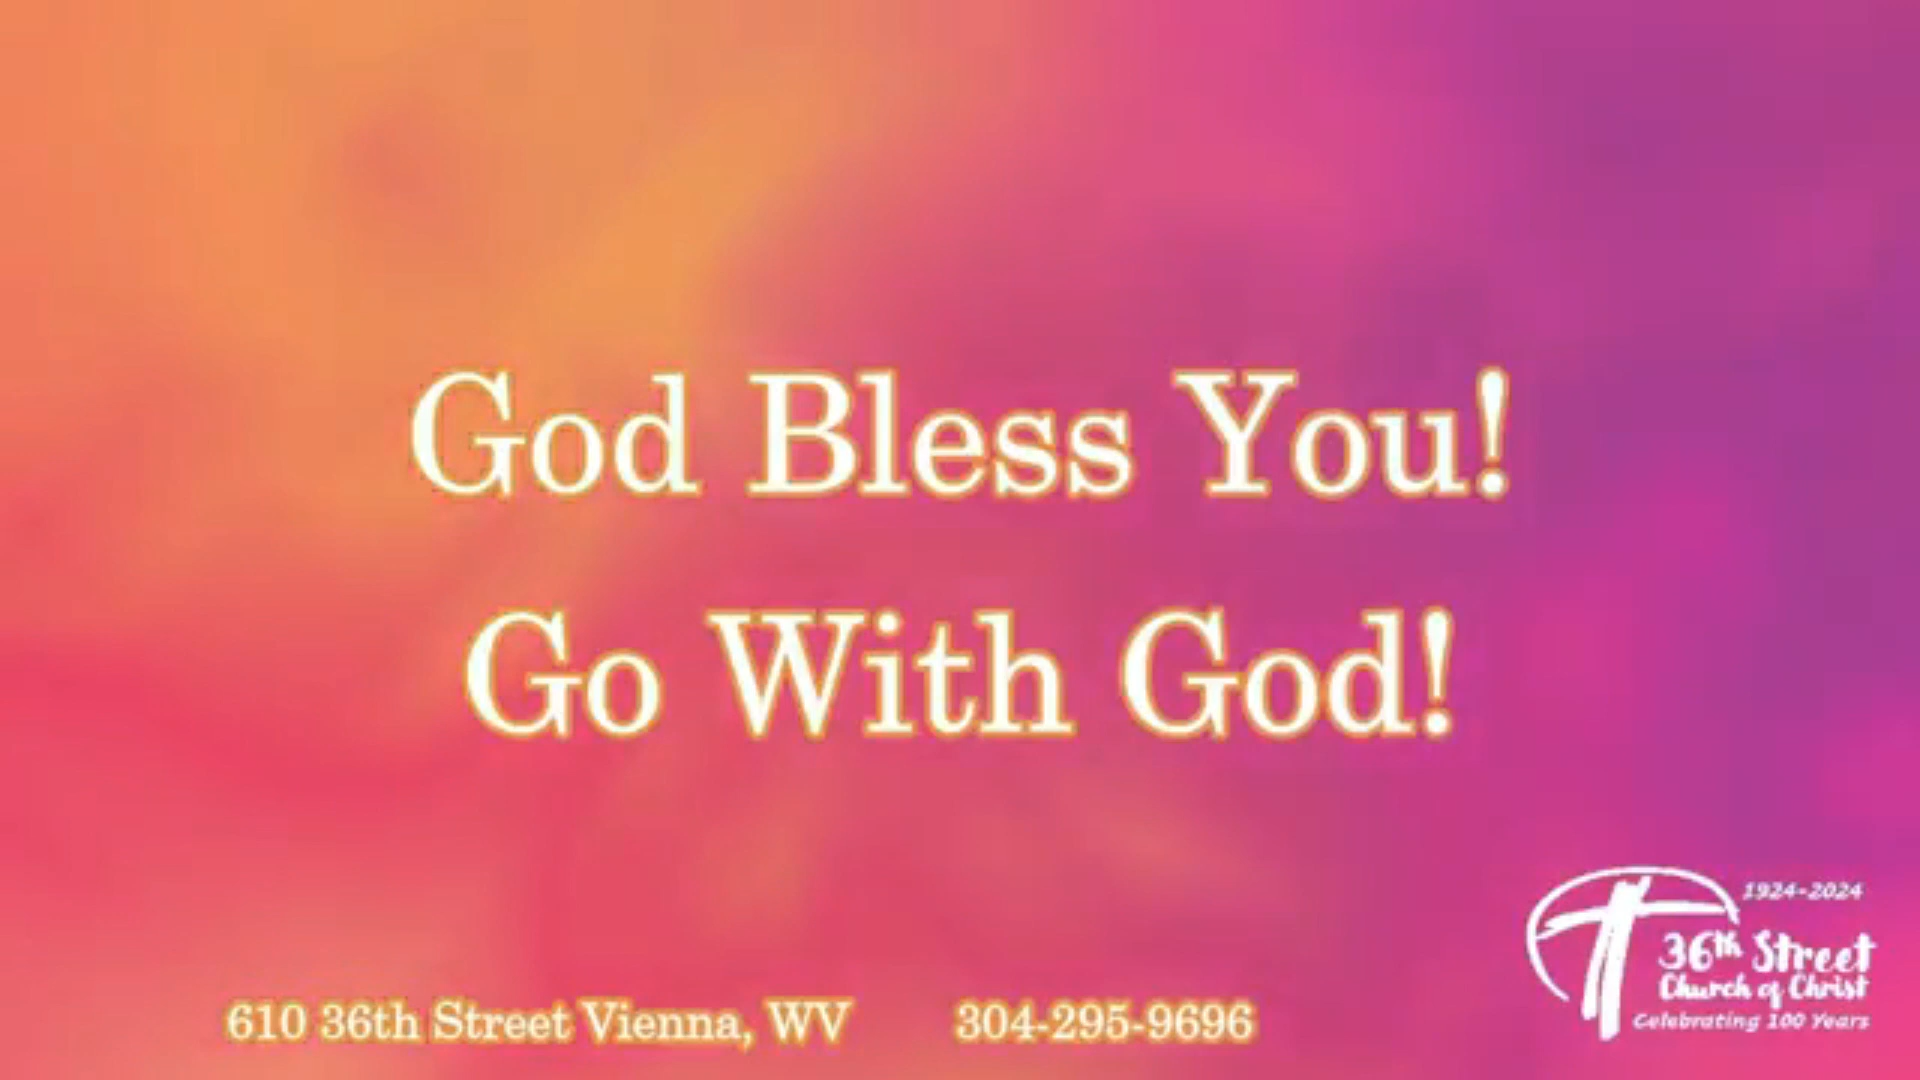 God Bless You!
Go With God!
610 36th Street Vienna, WV
304-295-9696
1924-2024
36th Street
Church of Christ
Celebrating 100 Years